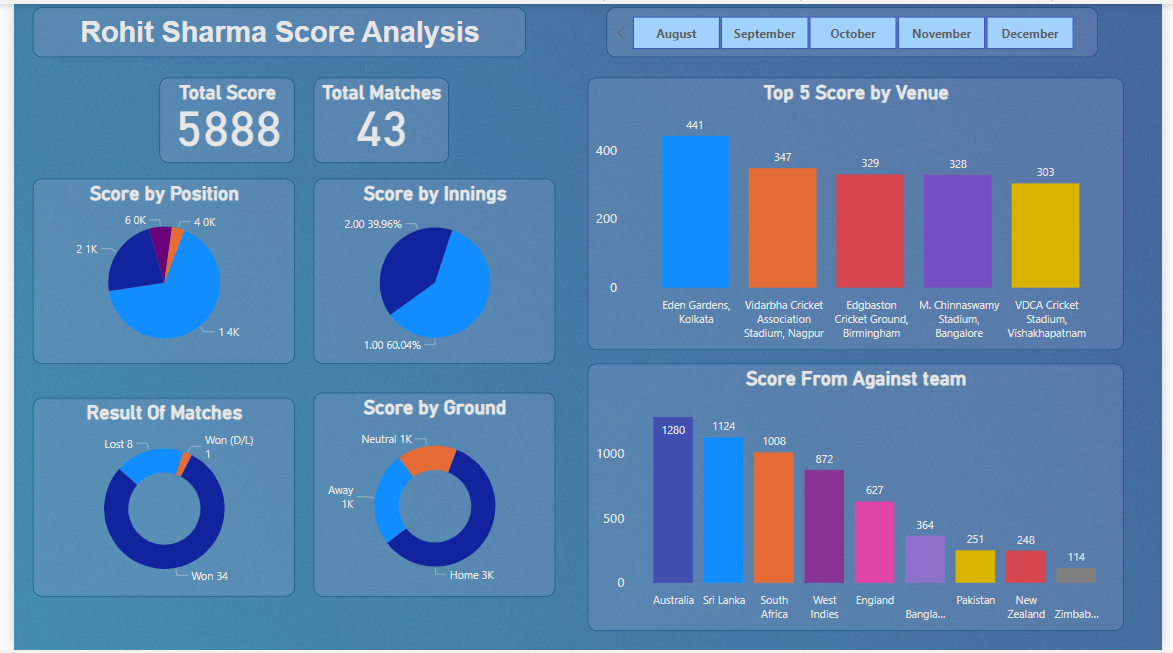 Rohit Sharma Score Analysis
August
September
October
November
December
Total Score
5888
Total Matches
43
Score by Position
6 0K
4 0K
2 1K
1 4K
Score by Innings
2.00 39.96%
1.00 60.04%
Top 5 Score by Venue
400
200
0
441
347
329
328
303
Eden Gardens,
Kolkata
Vidarbha Cricket
Association
Stadium, Nagpur
Edgbaston
Cricket Ground,
Birmingham
M. Chinnaswamy
Stadium,
Bangalore
VDCA Cricket
Stadium,
Vishakhapatnam
Result Of Matches
Lost 8
Won (D/L)
1
Won 34
Score by Ground
Neutral 1K
Away
1K
Home 3K
Score From Against team
1000
500
0
1280
1124
1008
872
627
364
251
248
114
Australia
Sri Lanka
South
Africa
West
Indies
England
Bangla...
Pakistan
New
Zealand
Zimbab...